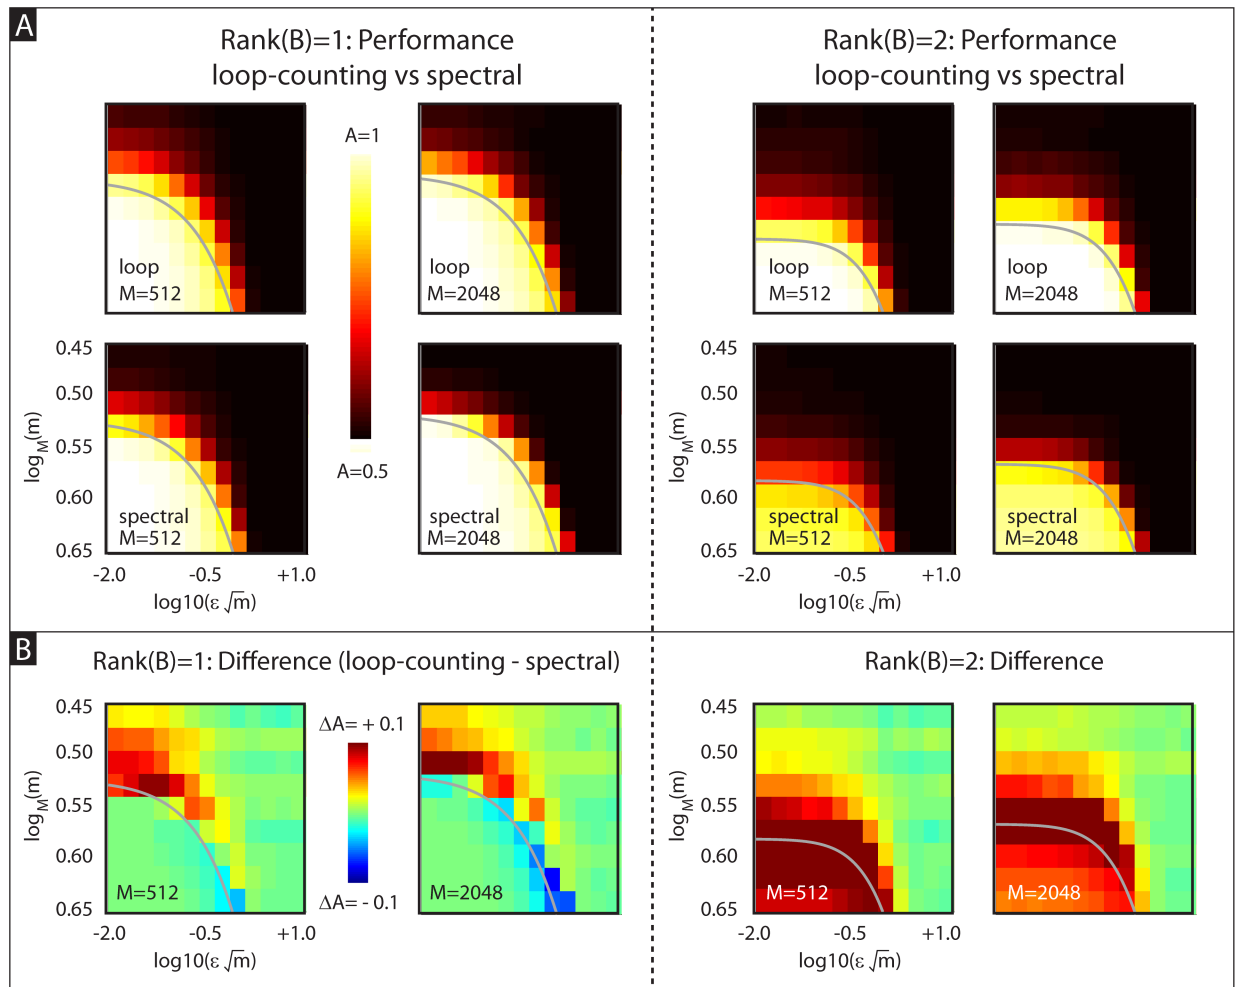 A
Rank(B)=1: Performance
loop-counting vs spectral
Rank(B)=2: Performance
loop-counting vs spectral
A=1
A=0.5
loop
M=512
loop
M=2048
loop
M=512
loop
M=2048
0.45
0.50
0.55
0.60
0.65
log_M(m)
spectral
M=512
spectral
M=2048
-2.0
-0.5
+1.0
log10(ε√m)
0.45
0.50
0.55
0.60
0.65
log_M(m)
spectral
M=512
spectral
M=2048
-2.0
-0.5
+1.0
log10(ε√m)
B
Rank(B)=1: Difference (loop-counting - spectral)
Rank(B)=2: Difference
0.45
0.50
0.55
0.60
0.65
log_M(m)
M=512
ΔA= + 0.1
ΔA= - 0.1
M=2048
-2.0
-0.5
+1.0
log10(ε√m)
0.45
0.50
0.55
0.60
0.65
log_M(m)
M=512
M=2048
-2.0
-0.5
+1.0
log10(ε√m)